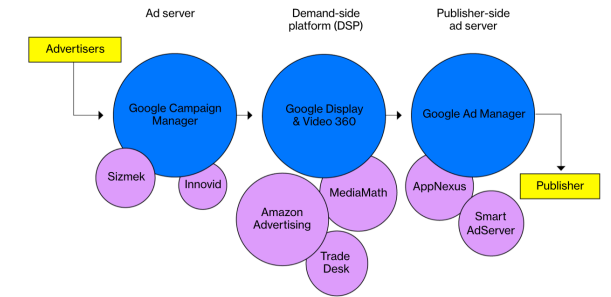 Ad server
Demand-side
platform (DSP)
Publisher-side
ad server
Advertisers
Google Campaign
Manager
Google Display
& Video 360
Google Ad Manager
Sizmek
Innovid
MediaMath
Amazon
Advertising
Trade
Desk
AppNexus
Smart
AdServer
Publisher